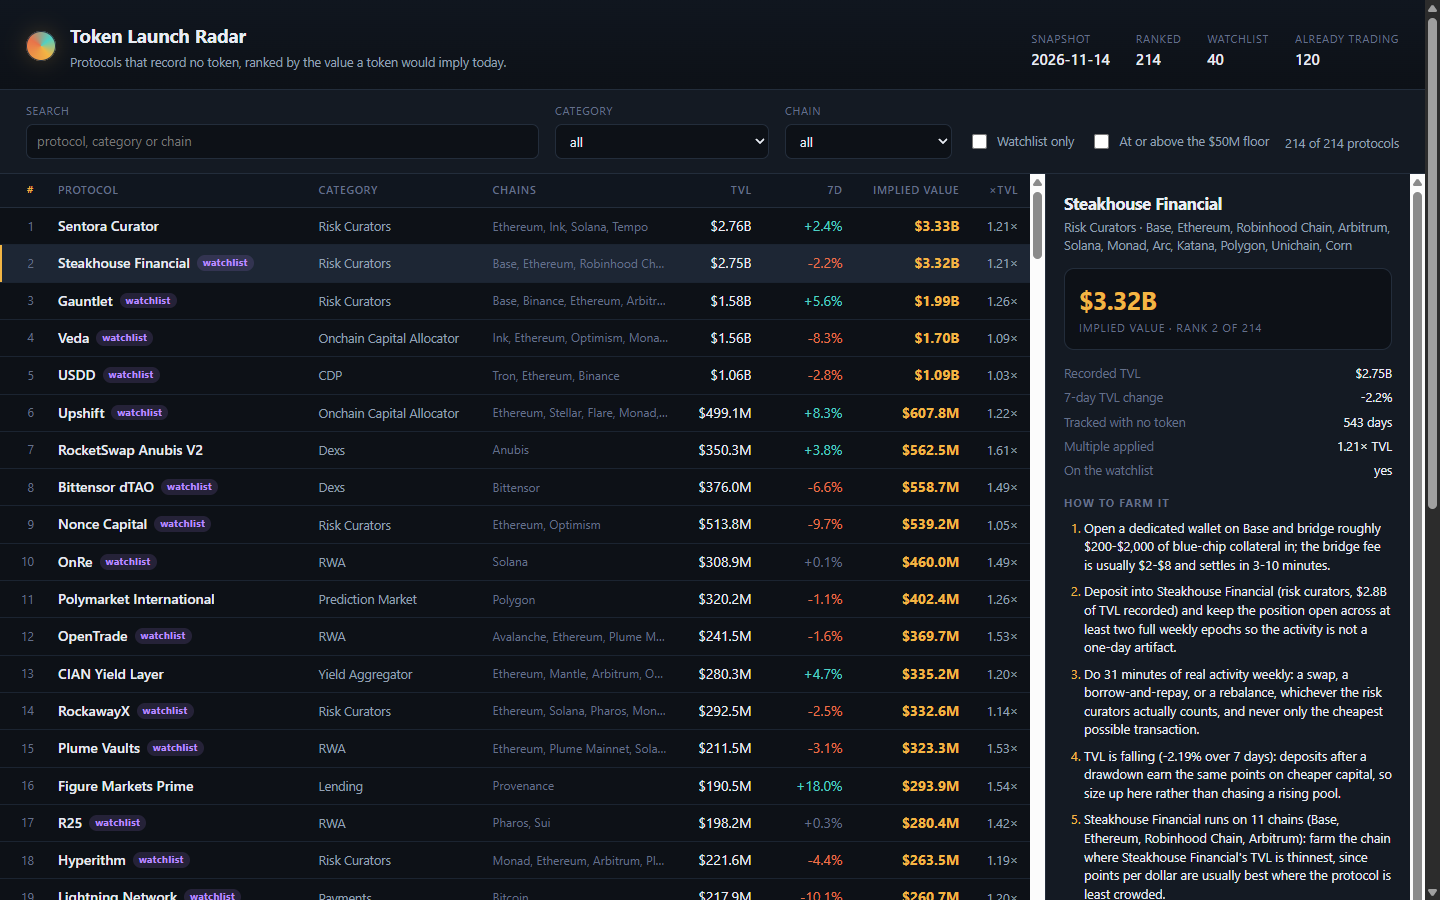 Token Launch Radar
Protocols that record no token, ranked by the value a token would imply today.
SNAPSHOT RANKED WATCHLIST ALREADY TRADING
2026-11-14 214 40 120
SEARCH CATEGORY CHAIN
protocol, category or chain all all Watchlist only At or above the $50M floor 214 of 214 protocols
# PROTOCOL CATEGORY CHAINS TVL 7D IMPLIED VALUE ×TVL
1 Sentora Curator Risk Curators Ethereum, Ink, Solana, Tempo $2.76B +2.4% $3.33B 1.21×
2 Steakhouse Financial watchlist Risk Curators Base, Ethereum, Robinhood Ch... $2.75B -2.2% $3.32B 1.21×
3 Gauntlet watchlist Risk Curators Base, Binance, Ethereum, Arbitr... $1.58B +5.6% $1.99B 1.26×
4 Veda watchlist Onchain Capital Allocator Ink, Ethereum, Optimism, Mona... $1.56B -8.3% $1.70B 1.09×
5 USDD watchlist CDP Tron, Ethereum, Binance $1.06B -2.8% $1.09B 1.03×
6 Upshift watchlist Onchain Capital Allocator Ethereum, Stellar, Flare, Monad,... $499.1M +8.3% $607.8M 1.22×
7 RocketSwap Anubis V2 Dexs Anubis $350.3M +3.8% $562.5M 1.61×
8 Bittensor dTAO watchlist Dexs Bittensor $376.0M -6.6% $558.7M 1.49×
9 Nonce Capital watchlist Risk Curators Ethereum, Optimism $513.8M -9.7% $539.2M 1.05×
10 OnRe watchlist RWA Solana $308.9M +0.1% $460.0M 1.49×
11 Polymarket International Prediction Market Polygon $320.2M -1.1% $402.4M 1.26×
12 OpenTrade watchlist RWA Avalanche, Ethereum, Plume M... $241.5M -1.6% $369.7M 1.53×
13 CIAN Yield Layer Yield Aggregator Ethereum, Mantle, Arbitrum, O... $280.3M +4.7% $335.2M 1.20×
14 RockawayX watchlist Risk Curators Ethereum, Solana, Pharos, Mon... $292.5M -2.5% $332.6M 1.14×
15 Plume Vaults watchlist RWA Ethereum, Plume Mainnet, Sola... $211.5M -3.1% $323.3M 1.53×
16 Figure Markets Prime Lending Provenance $190.5M +18.0% $293.9M 1.54×
17 R25 watchlist RWA Pharos, Sui $198.2M +0.3% $280.4M 1.42×
18 Hyperithm watchlist Risk Curators Monad, Ethereum, Arbitrum, Pl... $221.6M -4.4% $263.5M 1.19×
19 Lightning Network watchlist Payments Bitcoin $217.9M -10.1% $260.7M 1.20×
Steakhouse Financial
Risk Curators · Base, Ethereum, Robinhood Chain, Arbitrum,
Solana, Monad, Arc, Katana, Polygon, Unichain, Corn
$3.32B
IMPLIED VALUE · RANK 2 OF 214
Recorded TVL $2.75B
7-day TVL change -2.2%
Tracked with no token 543 days
Multiple applied 1.21× TVL
On the watchlist yes
HOW TO FARM IT
1. Open a dedicated wallet on Base and bridge roughly
$200-$2,000 of blue-chip collateral in; the bridge fee
is usually $2-$8 and settles in 3-10 minutes.
2. Deposit into Steakhouse Financial (risk curators, $2.8B
of TVL recorded) and keep the position open across at
least two full weekly epochs so the activity is not a
one-day artifact.
3. Do 31 minutes of real activity weekly: a swap, a
borrow-and-repay, or a rebalance, whichever the risk
curators actually counts, and never only the cheapest
possible transaction.
4. TVL is falling (-2.19% over 7 days): deposits after a
drawdown earn the same points on cheaper capital, so
size up here rather than chasing a rising pool.
5. Steakhouse Financial runs on 11 chains (Base,
Ethereum, Robinhood Chain, Arbitrum): farm the chain
where Steakhouse Financial's TVL is thinnest, since
points per dollar are usually best where the protocol is
least crowded.